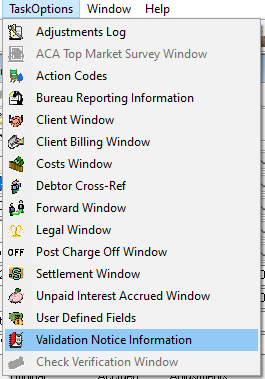 TaskOptions Window Help
Adjustments Log
ACA Top Market Survey Window
Action Codes
Bureau Reporting Information
Client Window
Client Billing Window
Costs Window
Debtor Cross-Ref
Forward Window
Legal Window
OFF Post Charge Off Window
Settlement Window
Unpaid Interest Accrued Window
User Defined Fields
Validation Notice Information
Check Verification Window